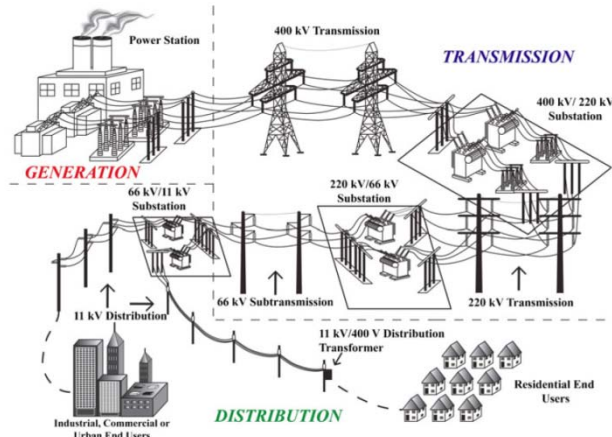 Power Station
400 kV Transmission
TRANSMISSION
400 kV/ 220 kV
Substation
GENERATION
66 kV/11 kV
Substation
220 kV/66 kV
Substation
11 kV Distribution
66 kV Subtransmission
220 kV Transmission
11 kV/400 V Distribution
Transformer
Residential End
Users
DISTRIBUTION
Industrial, Commercial or
Urban End Users